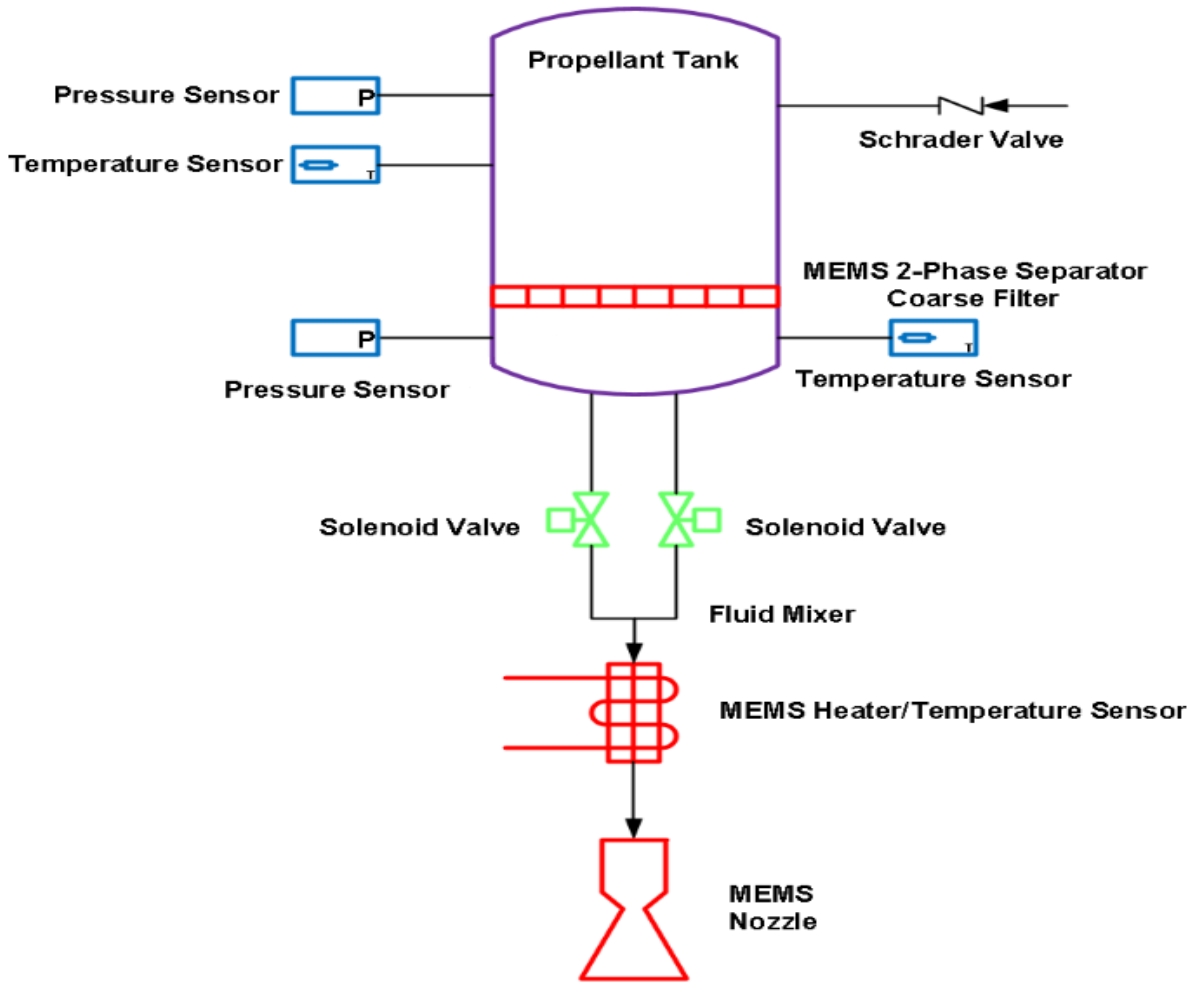 Propellant Tank
Pressure Sensor
P
Schrader Valve
Temperature Sensor
T
MEMS 2-Phase Separator
Coarse Filter
P
T
Pressure Sensor
Temperature Sensor
Solenoid Valve
Solenoid Valve
Fluid Mixer
MEMS Heater/Temperature Sensor
MEMS
Nozzle